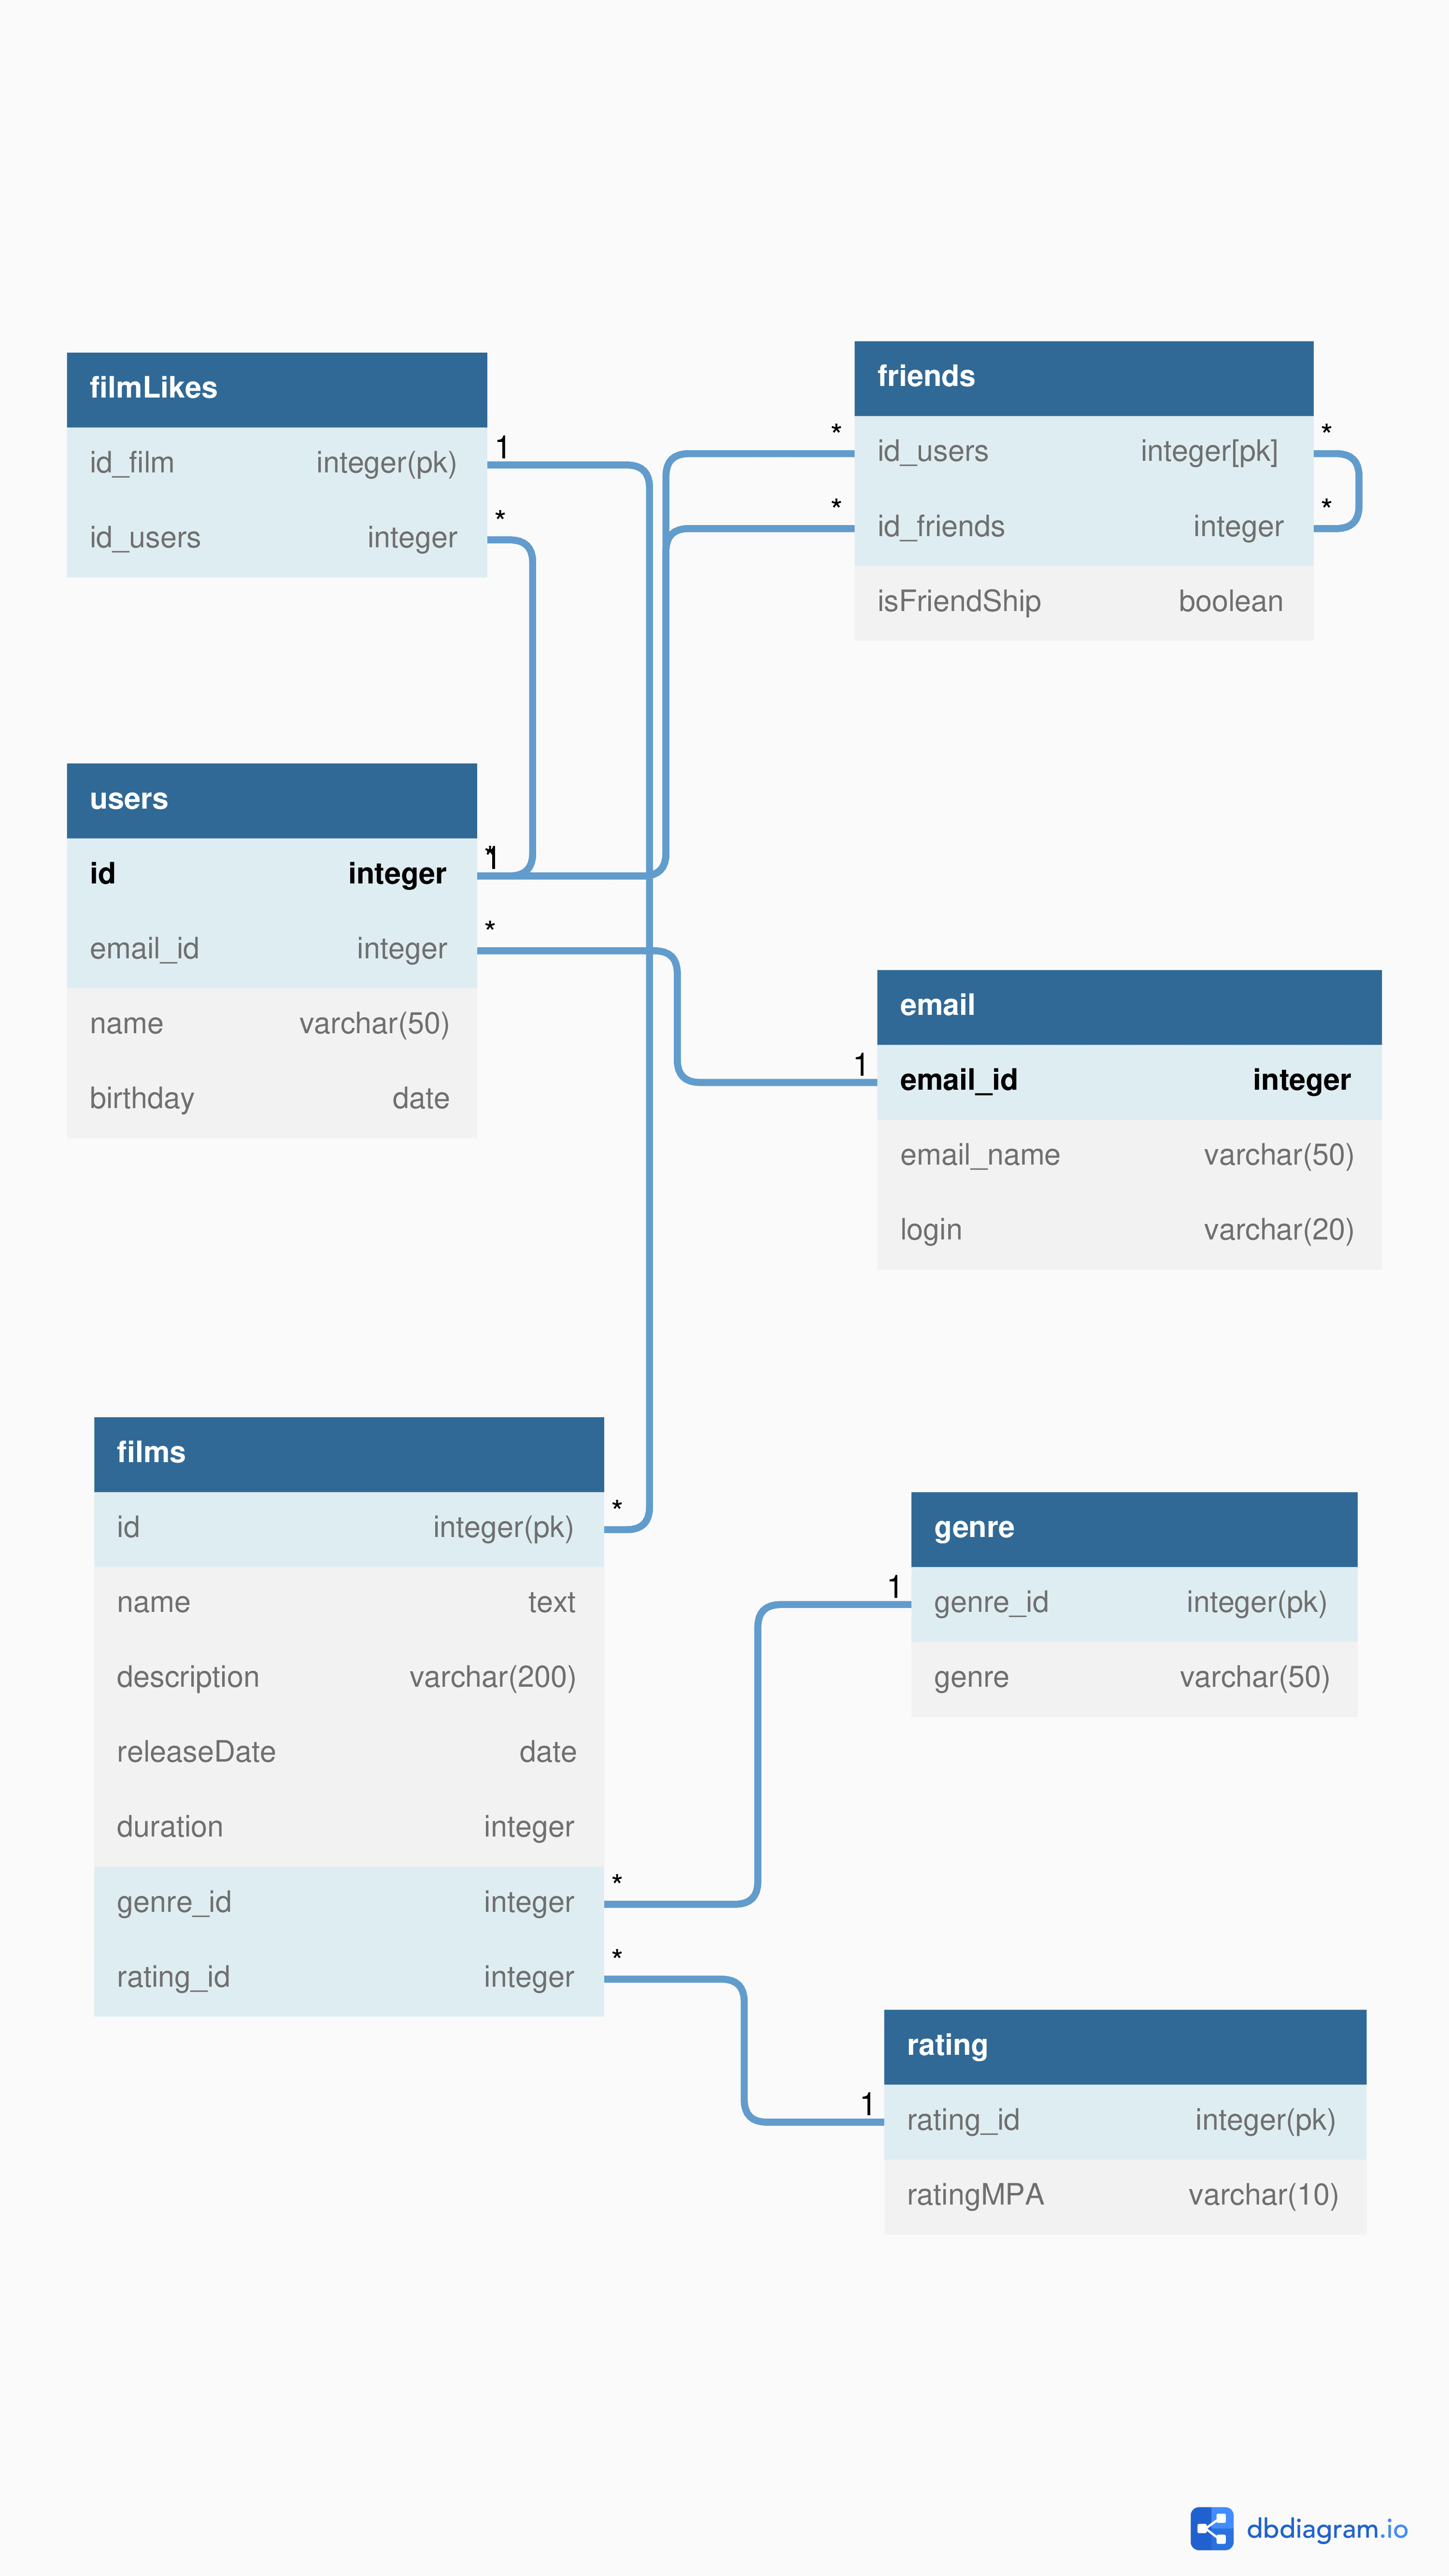 filmLikes
id_film integer(pk)
id_users integer
1
*
friends
id_users integer[pk]
id_friends integer
isFriendShip boolean
*
*
*
*
users
id integer
email_id integer
name varchar(50)
birthday date
*
1
*
email
email_id integer
email_name varchar(50)
login varchar(20)
1
films
id integer(pk)
name text
description varchar(200)
releaseDate date
duration integer
genre_id integer
rating_id integer
*
*
*
genre
genre_id integer(pk)
genre varchar(50)
1
rating
rating_id integer(pk)
ratingMPA varchar(10)
1
dbdiagram.io